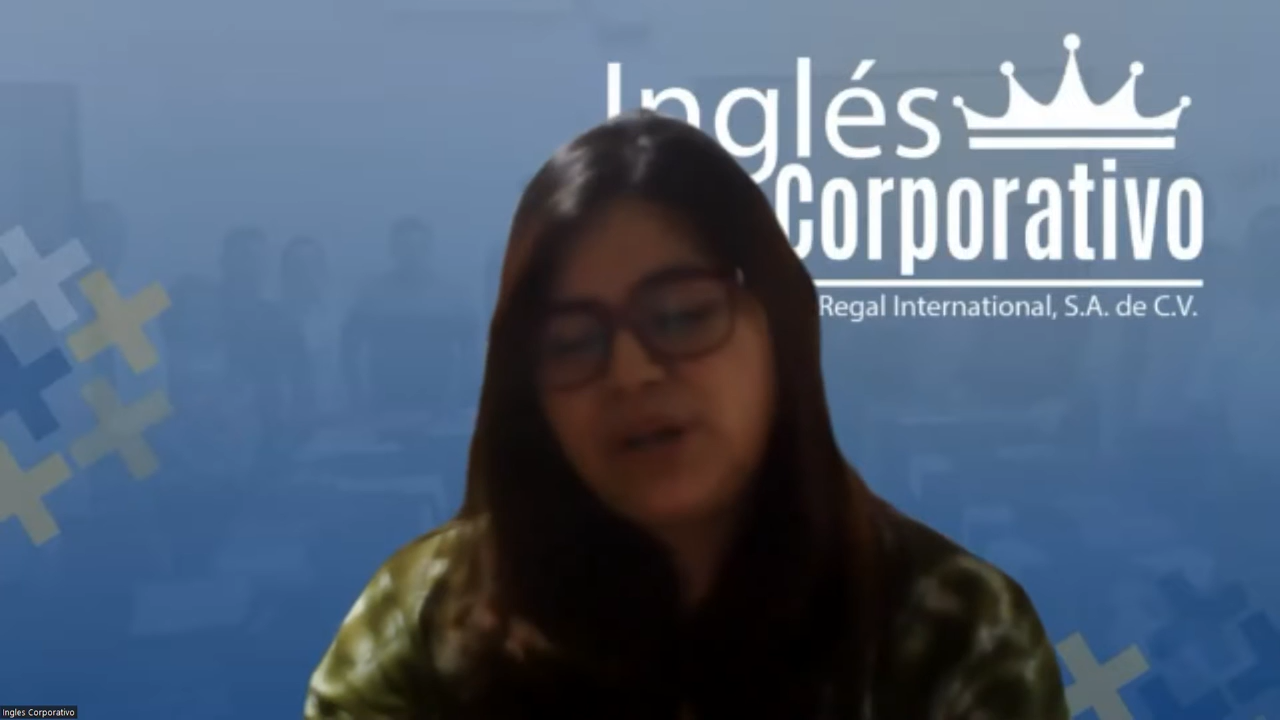 Inglés
Corporativo
Regal International, S.A. de C.V.
Ingles Corporativo